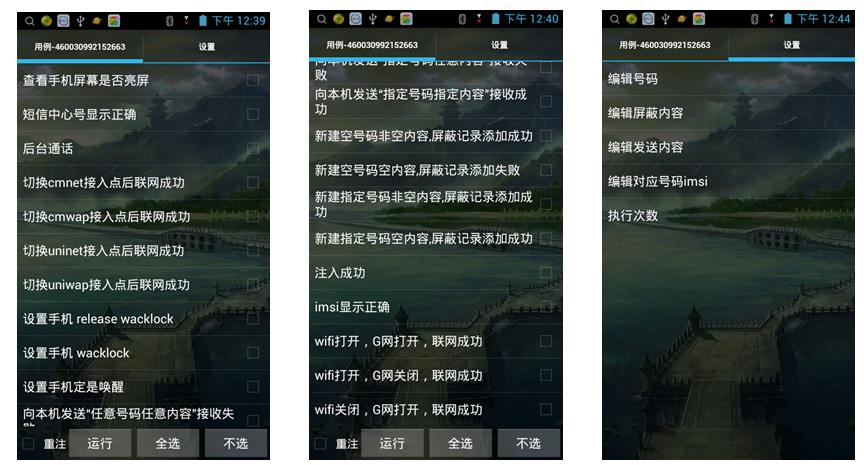 下午 12:39
用例-460030992152663
设置
查看手机屏幕是否亮屏
短信中心号显示正确
后台通话
切换cmnet接入点后联网成功
切换cmwap接入点后联网成功
切换uninet接入点后联网成功
切换uniwap接入点后联网成功
设置手机 release wacklock
设置手机 wacklock
设置手机定是唤醒
向本机发送“任意号码任意内容”接收失
败
重注
运行
全选
不选
下午 12:40
用例-460030992152663
设置
向本机发送“指定号码任意内容”接收失
败
向本机发送“指定号码指定内容”接收成
功
新建空号码非空内容,屏蔽记录添加成功
新建空号码空内容,屏蔽记录添加失败
新建指定号码非空内容,屏蔽记录添加成
功
新建指定号码空内容,屏蔽记录添加成功
注入成功
imsi显示正确
wifi打开，G网打开，联网成功
wifi打开，G网关闭，联网成功
wifi关闭，G网打开，联网成功
重注
运行
全选
不选
下午 12:44
用例-460030992152663
设置
编辑号码
编辑屏蔽内容
编辑发送内容
编辑对应号码imsi
执行次数